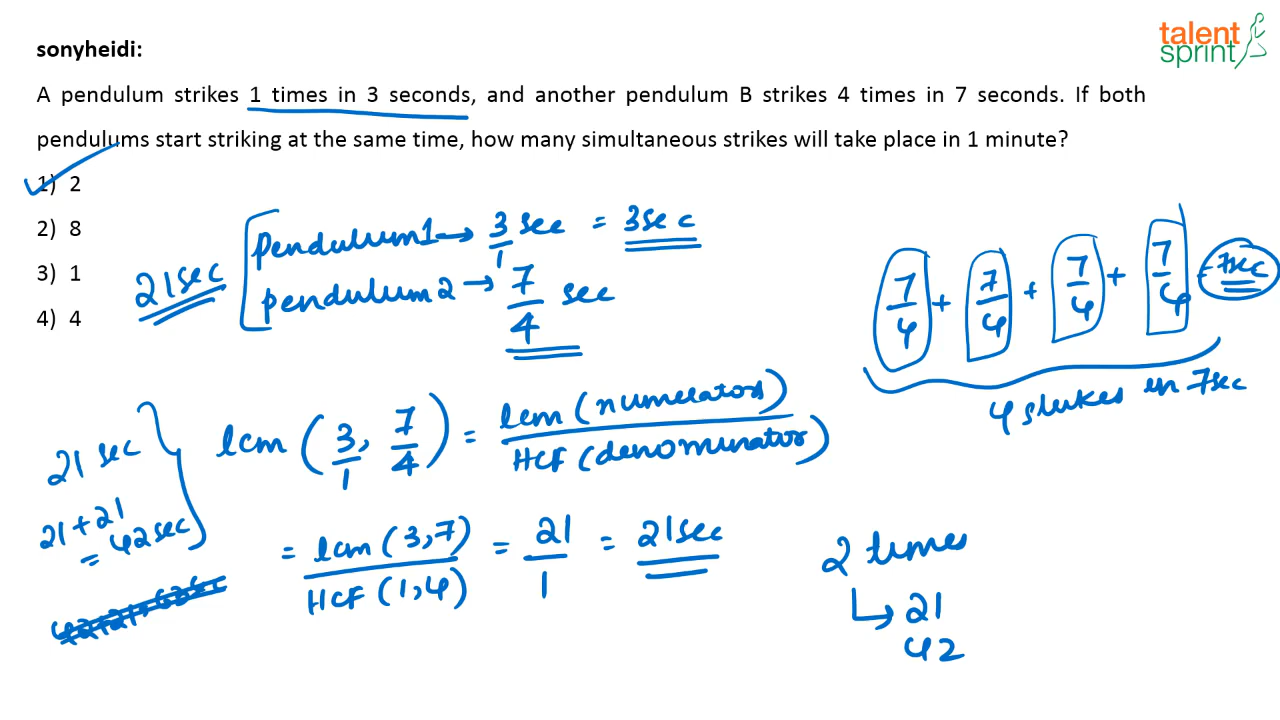 talent
sprint
sonyheidi:
A pendulum strikes 1 times in 3 seconds, and another pendulum B strikes 4 times in 7 seconds. If both
pendulums start striking at the same time, how many simultaneous strikes will take place in 1 minute?
1) 2
2) 8
3) 1
4) 4
21sec
pendulum1 → 3/1 sec = 3sec
pendulum2 → 7/4 sec
7/4 + 7/4 + 7/4 + 7/4 = 7sec
4 strikes in 7sec
21 sec
21 + 21
= 42sec
lcm (3/1, 7/4) = lcm (numerators) / HCF (denominators)
= lcm (3,7) / HCF (1,4) = 21/1 = 21sec
2 times
↳ 21
42